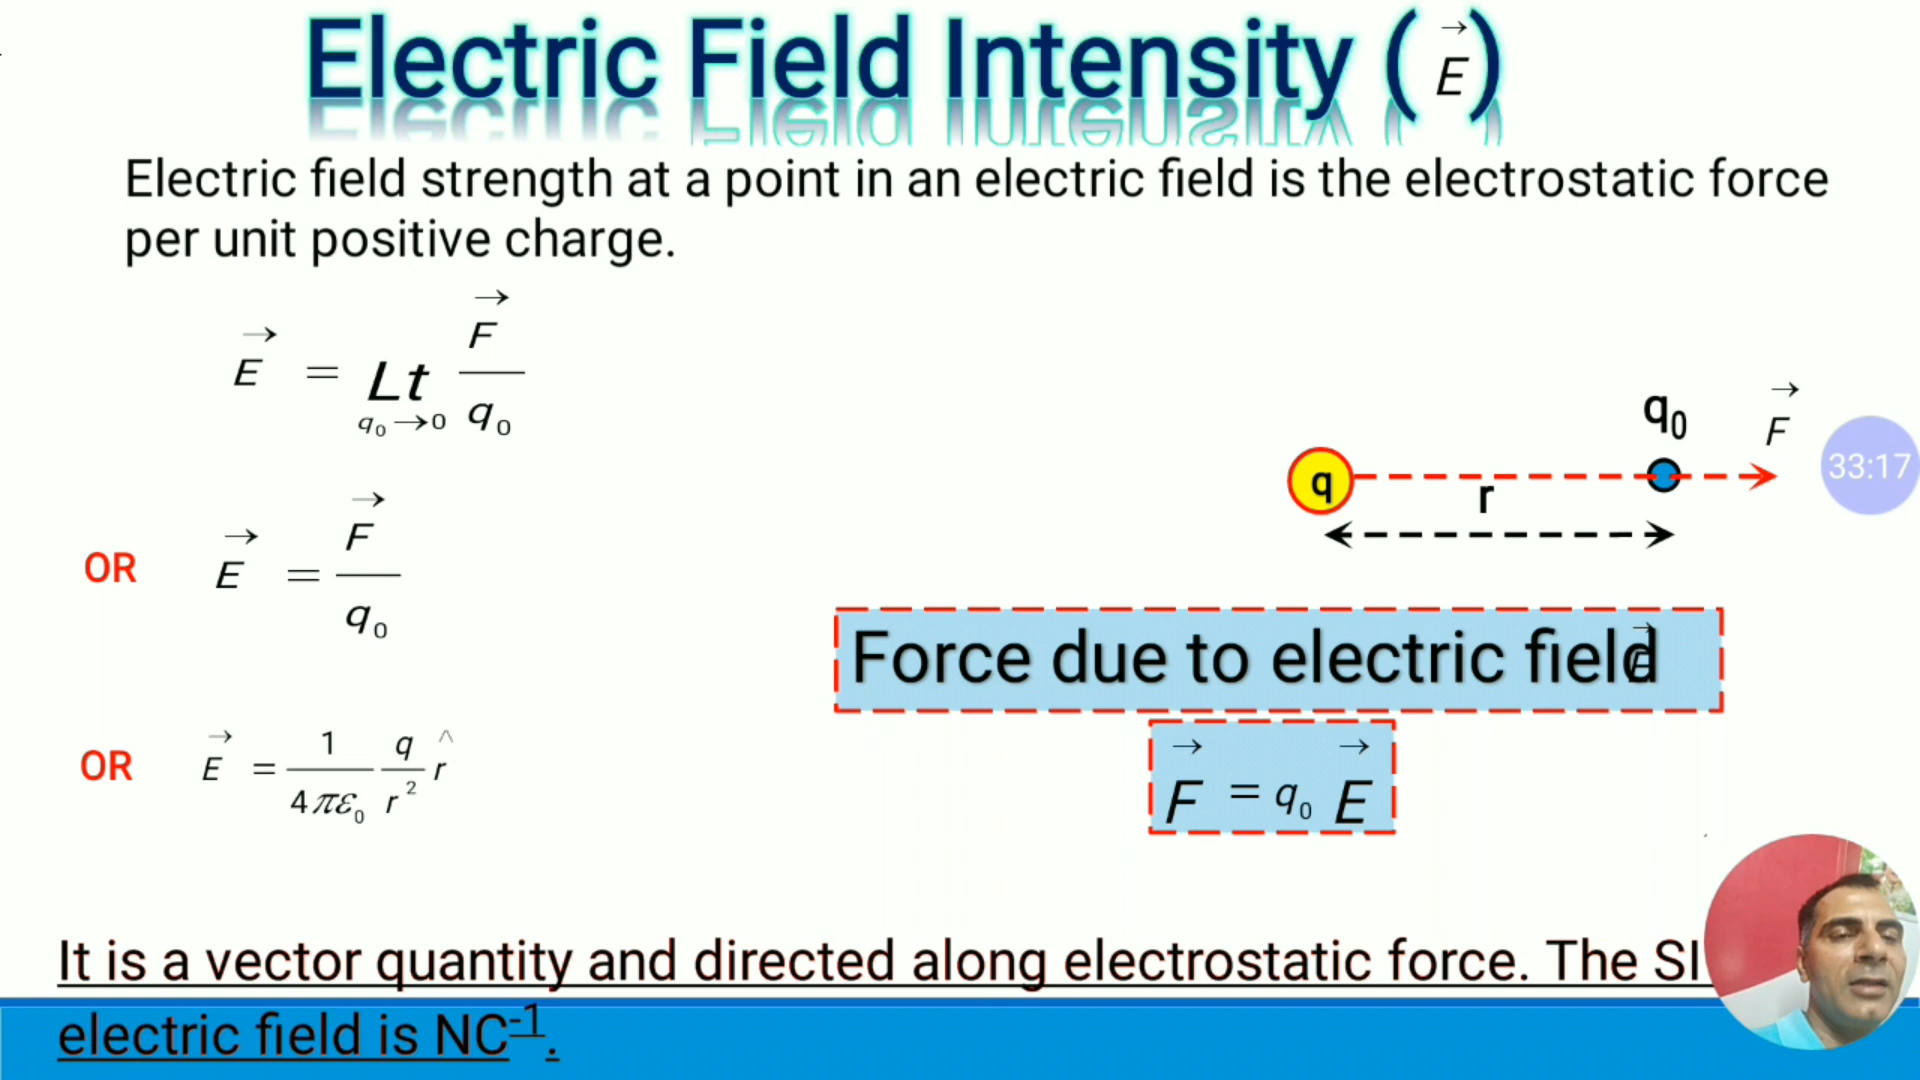 Electric Field Intensity (E⃗)
Electric field strength at a point in an electric field is the electrostatic force
per unit positive charge.
E⃗ = Lt q₀→0 F⃗/q₀
OR E⃗ = F⃗/q₀
q₀ F⃗
q
r
33:17
Force due to electric field
F⃗ = q₀ E⃗
OR E⃗ = 1/4πε₀ q/r² r̂
It is a vector quantity and directed along electrostatic force. The SI
electric field is NC⁻¹.